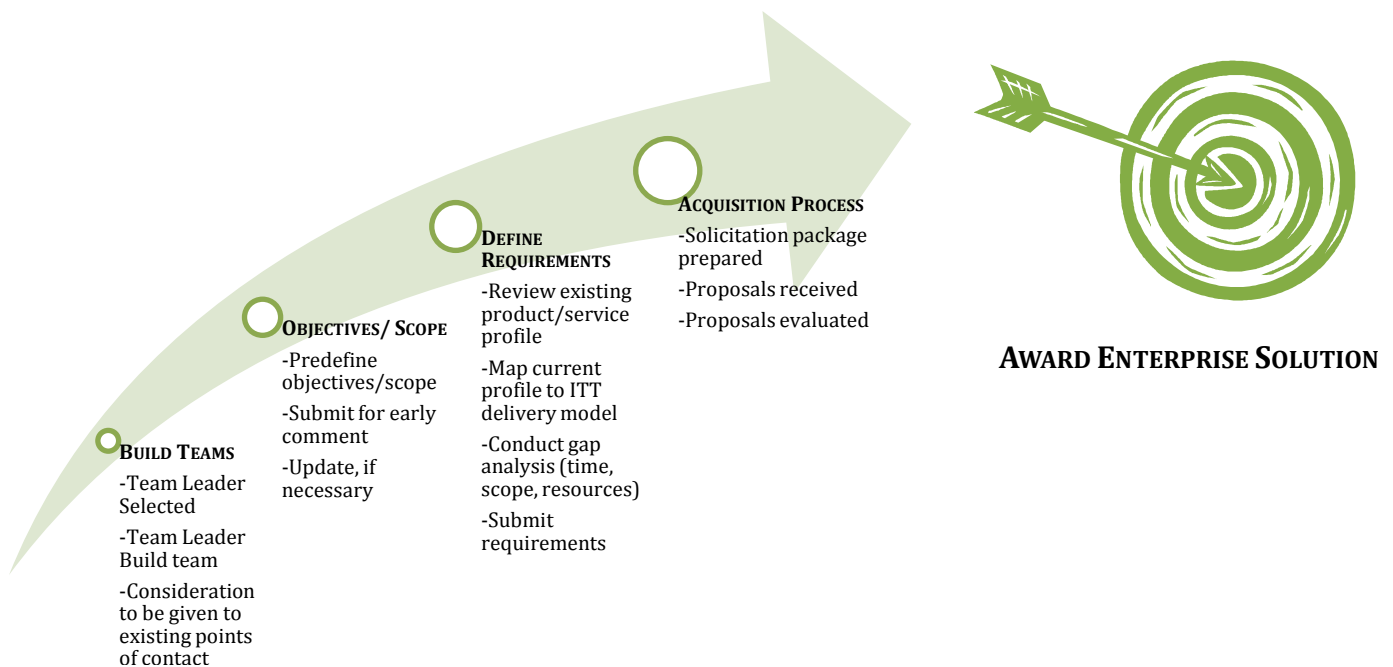 BUILD TEAMS
-Team Leader
Selected
-Team Leader
Build team
-Consideration
to be given to
existing points
of contact
OBJECTIVES/ SCOPE
-Predefine
objectives/scope
-Submit for early
comment
-Update, if
necessary
DEFINE
REQUIREMENTS
-Review existing
product/service
profile
-Map current
profile to ITT
delivery model
-Conduct gap
analysis (time,
scope, resources)
-Submit
requirements
ACQUISITION PROCESS
-Solicitation package
prepared
-Proposals received
-Proposals evaluated
AWARD ENTERPRISE SOLUTION